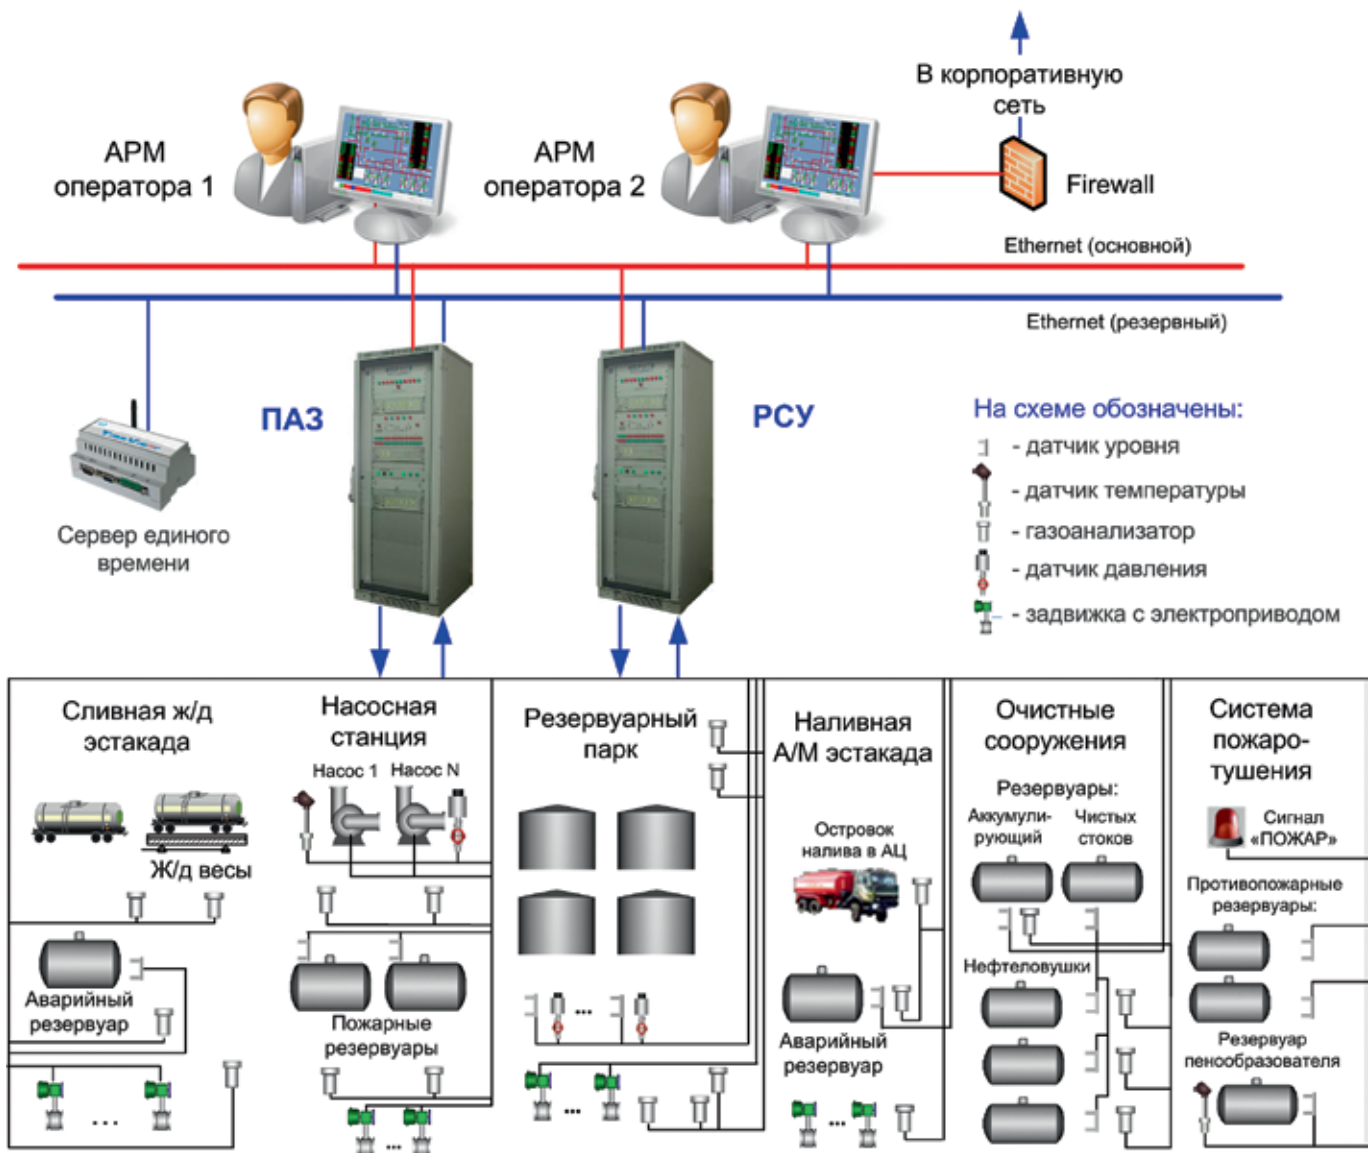 В корпоративную
сеть
АРМ
оператора 1
АРМ
оператора 2
Firewall
Ethernet (основной)
Ethernet (резервный)
ПАЗ
РСУ
Сервер единого
времени
На схеме обозначены:
- датчик уровня
- датчик температуры
- газоанализатор
- датчик давления
- задвижка с электроприводом
Сливная ж/д
эстакада
Ж/д весы
Аварийный
резервуар
...
Насосная
станция
Насос 1
Насос N
Пожарные
резервуары
...
Резервуарный
парк
...
...
Наливная
А/М эстакада
Островок
налива в АЦ
Аварийный
резервуар
...
Очистные
сооружения
Резервуары:
Аккумули-
рующий
Чистых
стоков
Нефтеловушки
Система
пожаро-
тушения
Сигнал
«ПОЖАР»
Противопожарные
резервуары:
Резервуар
пенообразователя